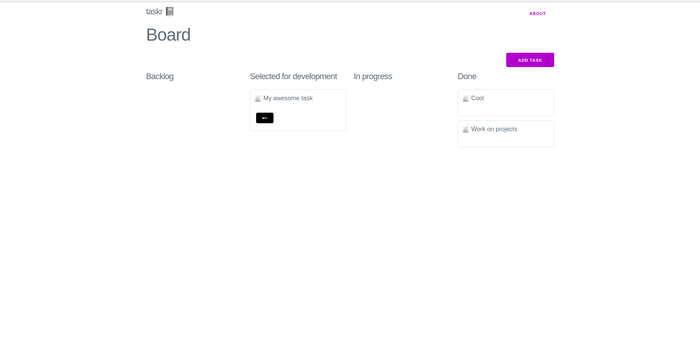 taskr
ABOUT
Board
ADD TASK
Backlog
Selected for development
In progress
Done
My awesome task
Cool
Work on projects